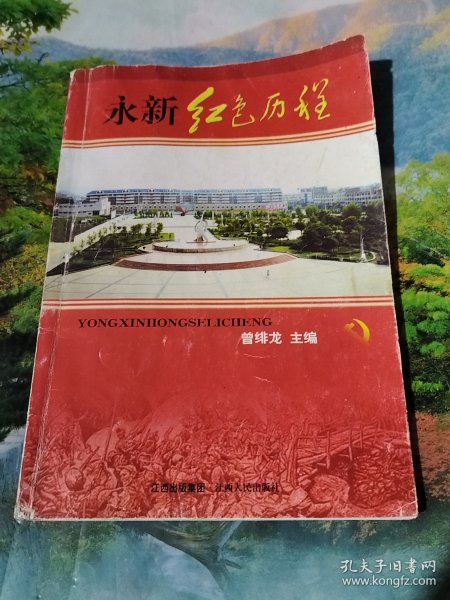 永新 红色历程
YONGXINHONGSELICHENG
曾绯龙 主编
江西出版集团 江西人民出版社
孔夫子旧书网
www.kongfz.com